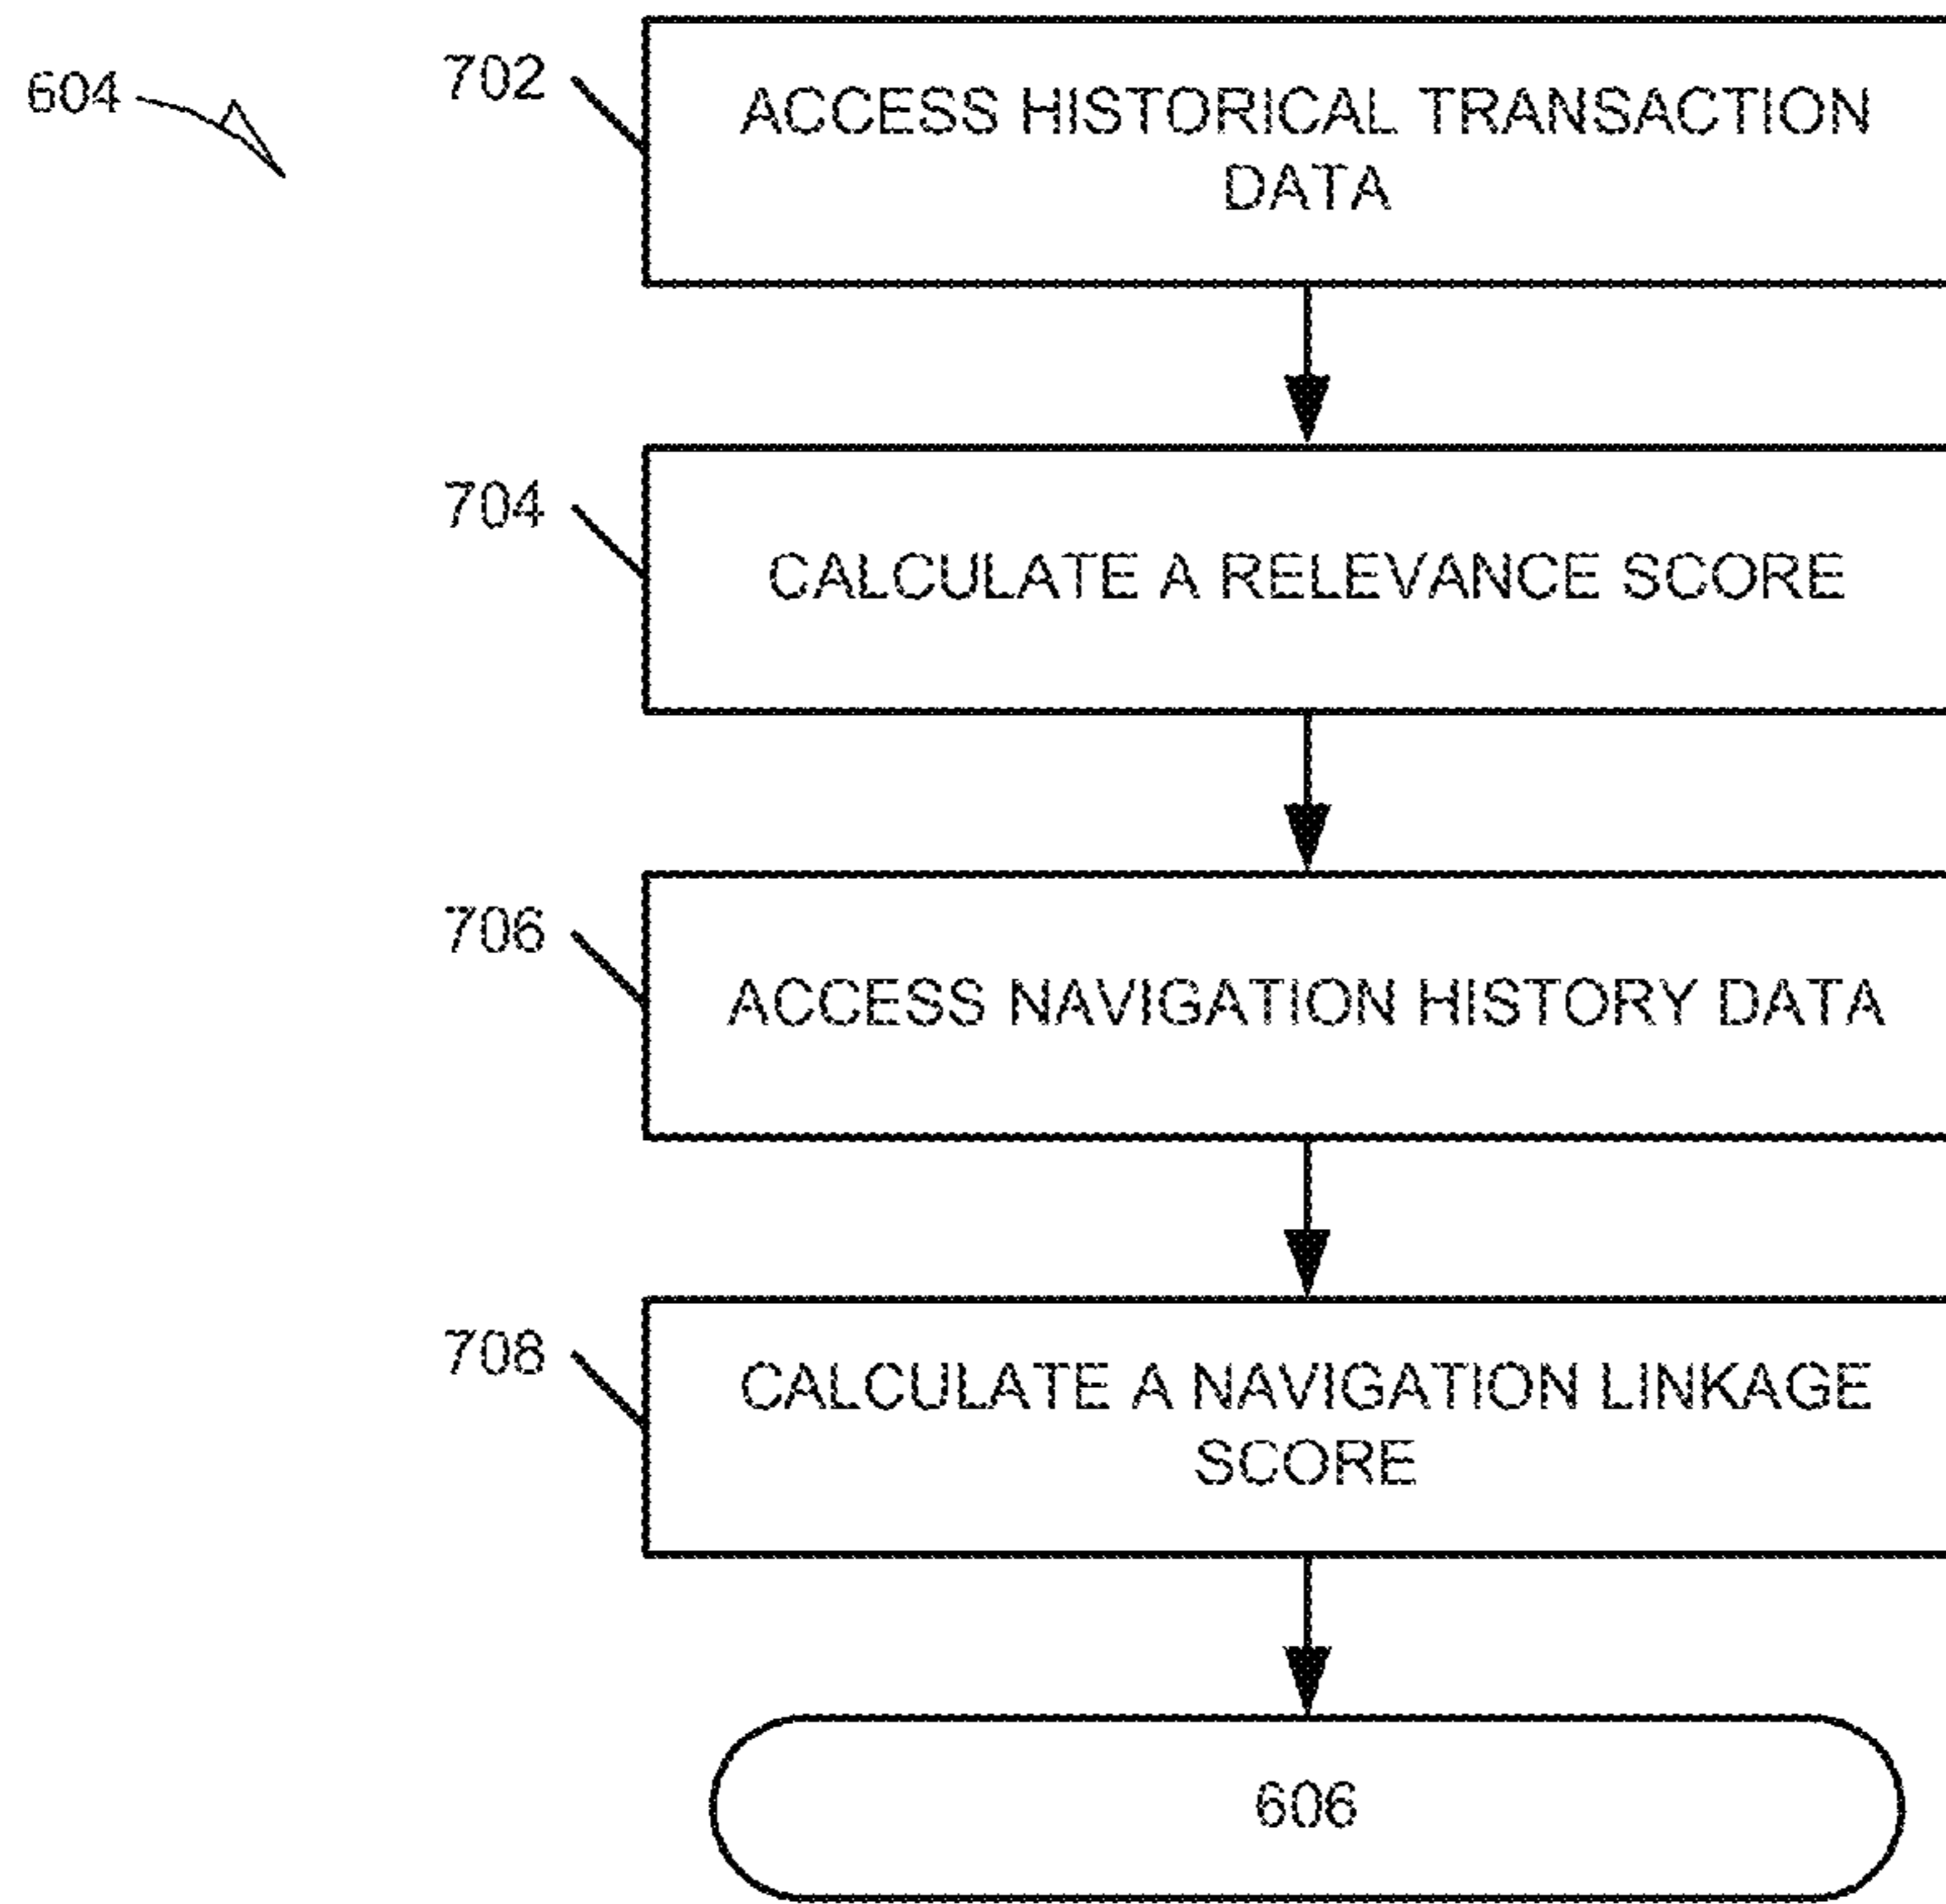 604
702
ACCESS HISTORICAL TRANSACTION
DATA
704
CALCULATE A RELEVANCE SCORE
706
ACCESS NAVIGATION HISTORY DATA
708
CALCULATE A NAVIGATION LINKAGE
SCORE
606